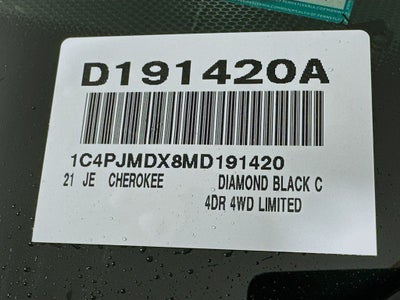 D191420A
1C4PJMDX8MD191420
21 JE CHEROKEE DIAMOND BLACK C
4DR 4WD LIMITED